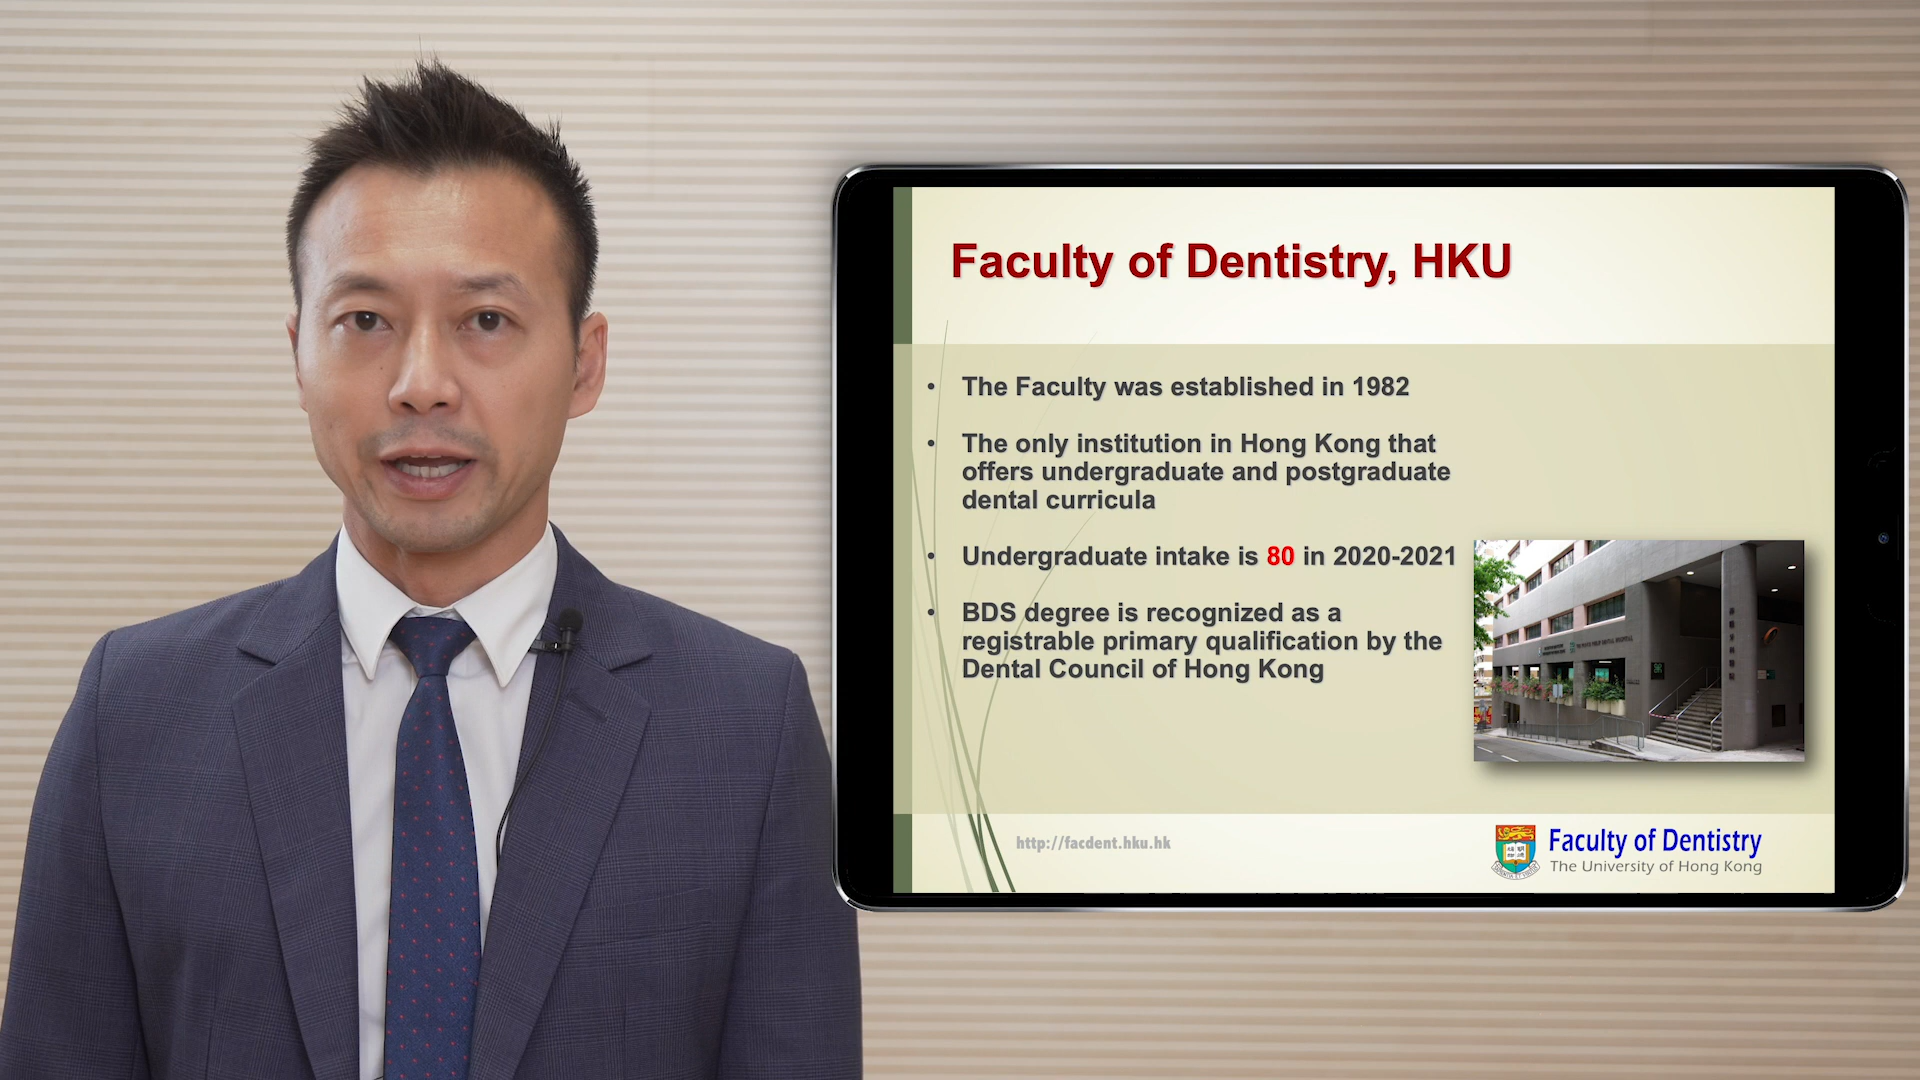 Faculty of Dentistry, HKU
• The Faculty was established in 1982
• The only institution in Hong Kong that
offers undergraduate and postgraduate
dental curricula
• Undergraduate intake is 80 in 2020-2021
• BDS degree is recognized as a
registrable primary qualification by the
Dental Council of Hong Kong
http://facdent.hku.hk
Faculty of Dentistry
The University of Hong Kong